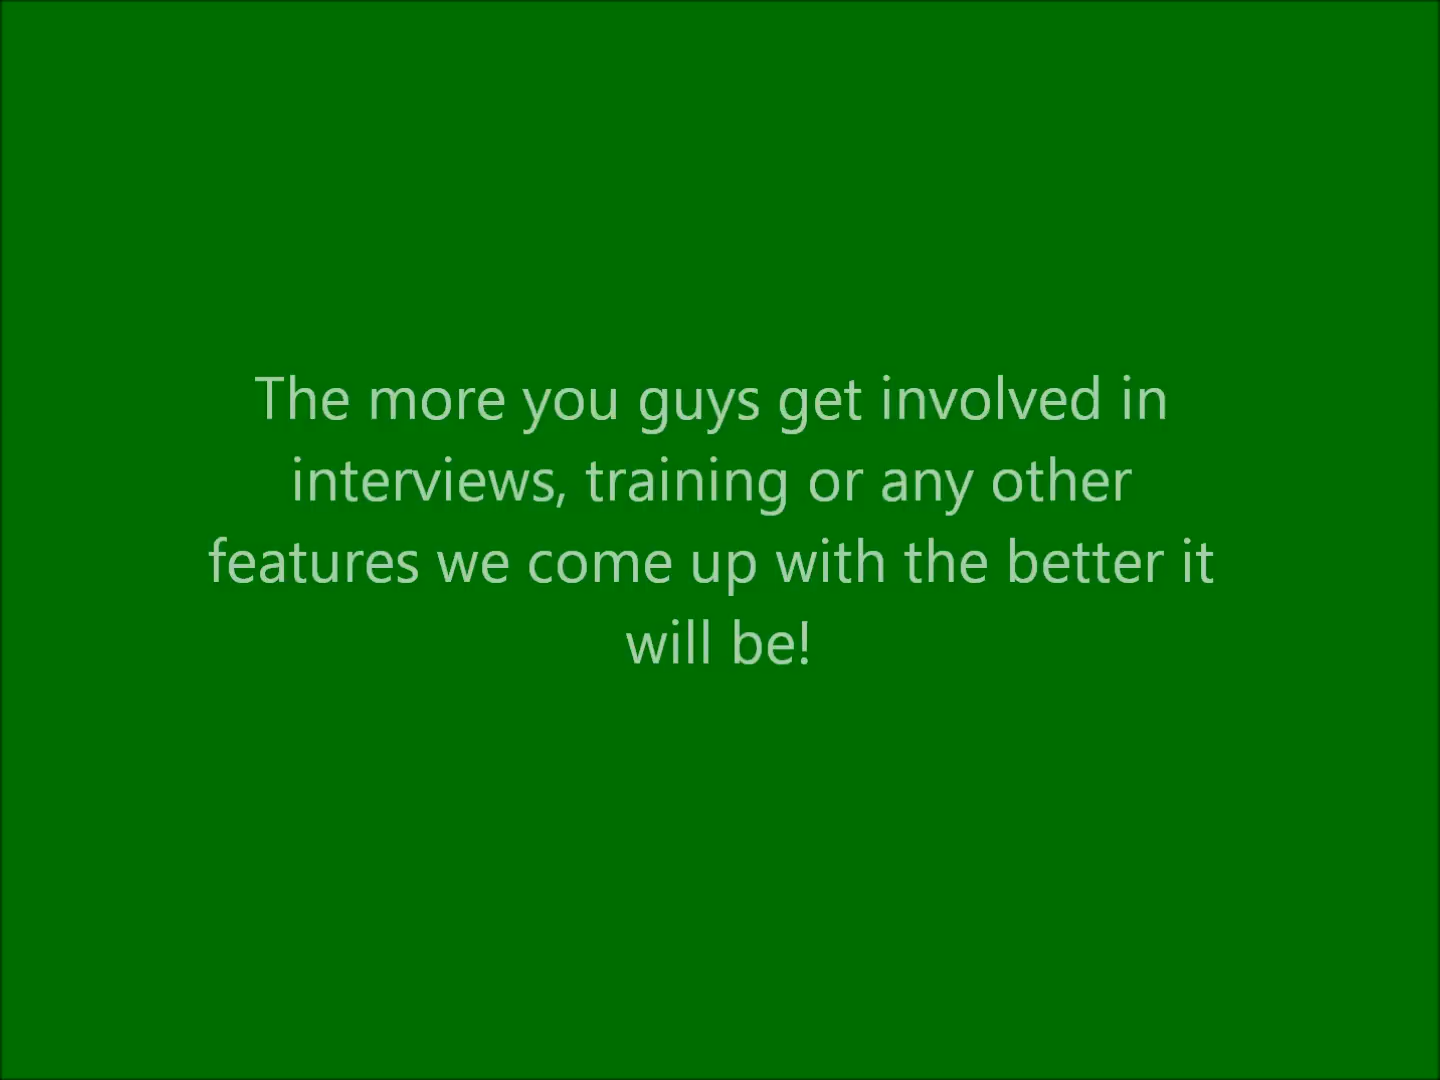 The more you guys get involved in
interviews, training or any other
features we come up with the better it
will be!